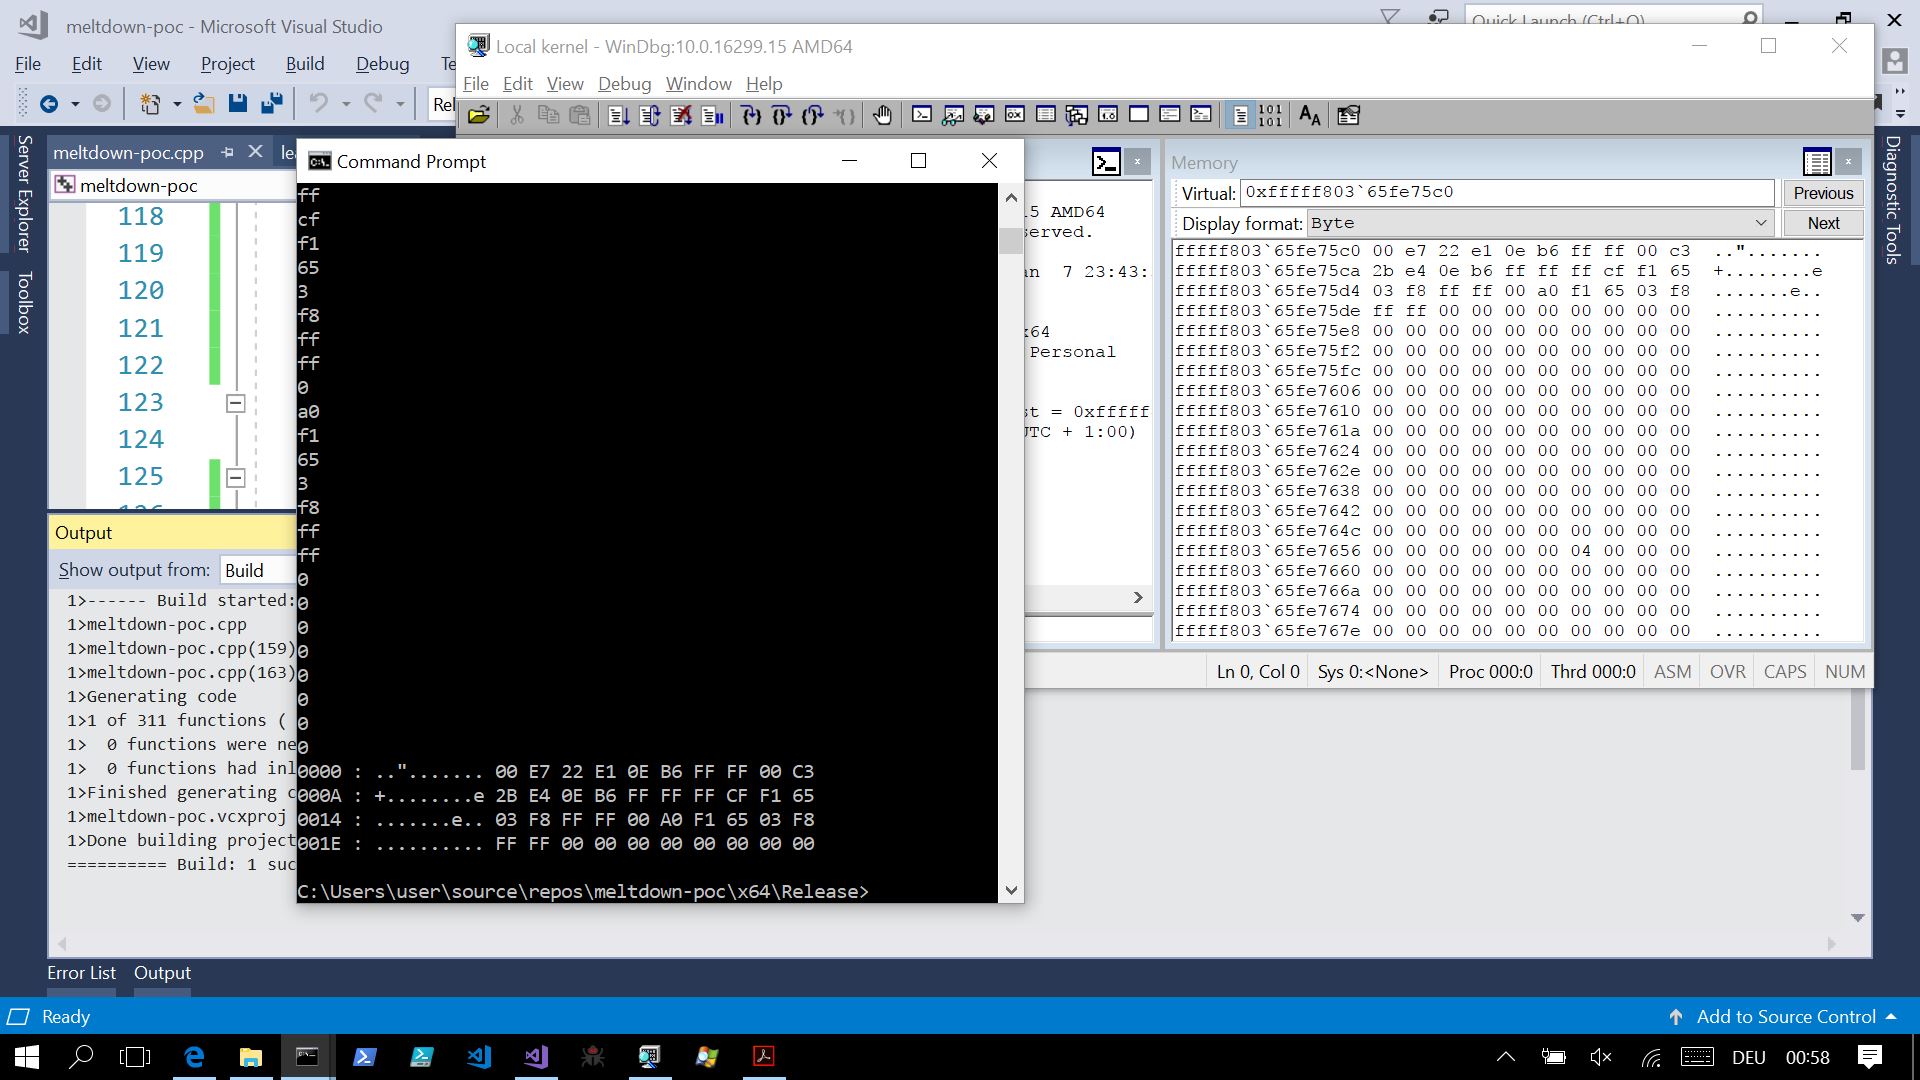 meltdown-poc - Microsoft Visual Studio
Quick Launch (Ctrl+Q)
File Edit View Project Build Debug Te
Rel
Server Explorer
Toolbox
Diagnostic Tools
meltdown-poc.cpp
lea
meltdown-poc
118
119
120
121
122
123
124
125
126
Output
Show output from: Build
1>------ Build started:
1>meltdown-poc.cpp
1>meltdown-poc.cpp(159)
1>meltdown-poc.cpp(163)
1>Generating code
1>1 of 311 functions (
1>  0 functions were ne
1>  0 functions had inl
1>Finished generating c
1>meltdown-poc.vcxproj
1>Done building project
========== Build: 1 suc
Error List Output
Ready
Add to Source Control
Local kernel - WinDbg:10.0.16299.15 AMD64
File Edit View Debug Window Help
101
101
AA
15 AMD64
served.
an  7 23:43:
x64
Personal
st = 0xfffff
UTC + 1:00)
Memory
Virtual: 0xfffff803`65fe75c0 Previous
Display format: Byte Next
fffff803`65fe75c0 00 e7 22 e1 0e b6 ff ff 00 c3 ..".......
fffff803`65fe75ca 2b e4 0e b6 ff ff ff cf f1 65 +........e
fffff803`65fe75d4 03 f8 ff ff 00 a0 f1 65 03 f8 .......e..
fffff803`65fe75de ff ff 00 00 00 00 00 00 00 00 ..........
fffff803`65fe75e8 00 00 00 00 00 00 00 00 00 00 ..........
fffff803`65fe75f2 00 00 00 00 00 00 00 00 00 00 ..........
fffff803`65fe75fc 00 00 00 00 00 00 00 00 00 00 ..........
fffff803`65fe7606 00 00 00 00 00 00 00 00 00 00 ..........
fffff803`65fe7610 00 00 00 00 00 00 00 00 00 00 ..........
fffff803`65fe761a 00 00 00 00 00 00 00 00 00 00 ..........
fffff803`65fe7624 00 00 00 00 00 00 00 00 00 00 ..........
fffff803`65fe762e 00 00 00 00 00 00 00 00 00 00 ..........
fffff803`65fe7638 00 00 00 00 00 00 00 00 00 00 ..........
fffff803`65fe7642 00 00 00 00 00 00 00 00 00 00 ..........
fffff803`65fe764c 00 00 00 00 00 00 00 00 00 00 ..........
fffff803`65fe7656 00 00 00 00 00 00 04 00 00 00 ..........
fffff803`65fe7660 00 00 00 00 00 00 00 00 00 00 ..........
fffff803`65fe766a 00 00 00 00 00 00 00 00 00 00 ..........
fffff803`65fe7674 00 00 00 00 00 00 00 00 00 00 ..........
fffff803`65fe767e 00 00 00 00 00 00 00 00 00 00 ..........
Ln 0, Col 0 Sys 0:<None> Proc 000:0 Thrd 000:0 ASM OVR CAPS NUM
Command Prompt
ff
cf
f1
65
3
f8
ff
ff
0
a0
f1
65
3
f8
ff
ff
0
0
0
0
0
0
0
0
0000 : .."....... 00 E7 22 E1 0E B6 FF FF 00 C3
000A : +........e 2B E4 0E B6 FF FF FF CF F1 65
0014 : .......e.. 03 F8 FF FF 00 A0 F1 65 03 F8
001E : .......... FF FF 00 00 00 00 00 00 00 00
C:\Users\user\source\repos\meltdown-poc\x64\Release>
DEU 00:58